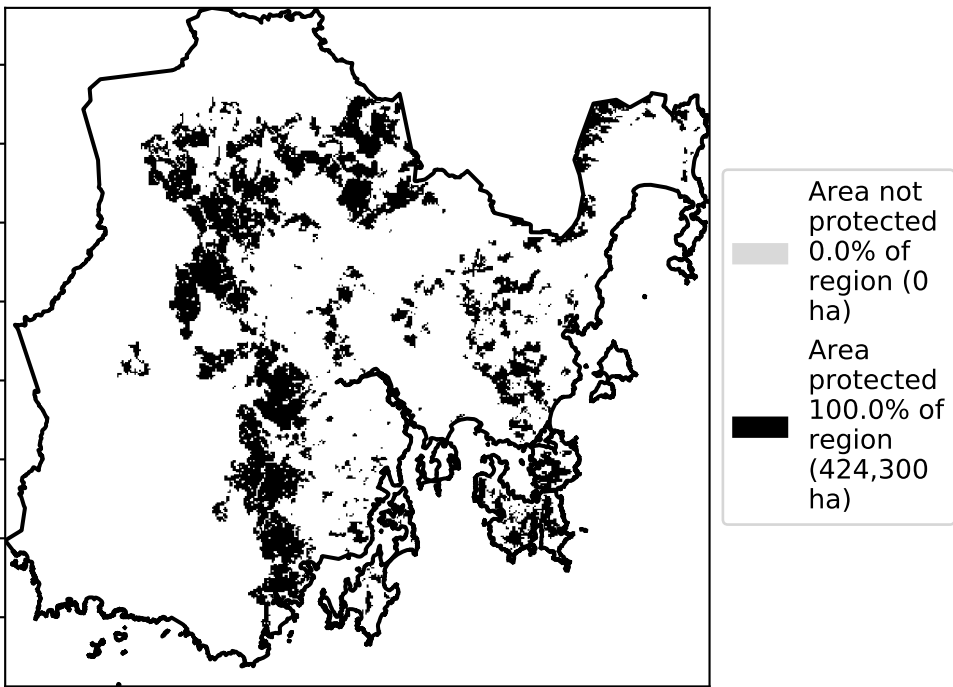 Area not
protected
0.0% of
region (0
ha)
Area
protected
100.0% of
region
(424,300
ha)